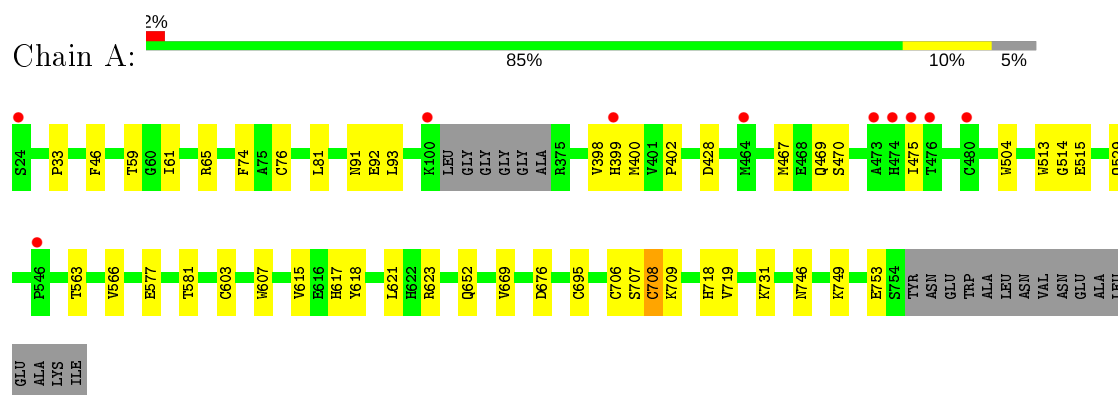 2%
Chain A:
85% 10% 5%
S24 P33 F46 T59 G60 I61 R65 F74 A75 C76 L81 N91 E92 L93 K100 LEU GLY GLY GLY GLY ALA R375 V398 H399 M400 V401 P402 D428 M464 M467 E468 Q469 S470 A473 H474 I475 T476 C480 W504 W513 G514 E515
P546 T563 V566 E577 T581 C603 W607 V615 E616 H617 Y618 L621 H622 R623 Q652 V669 D676 C695 C706 S707 C708 K709 H718 V719 K731 N746 K749 E753 S754 TYR ASN GLU TRP ALA LEU ASN VAL ASN GLU ALA LEU
GLU ALA LYS ILE